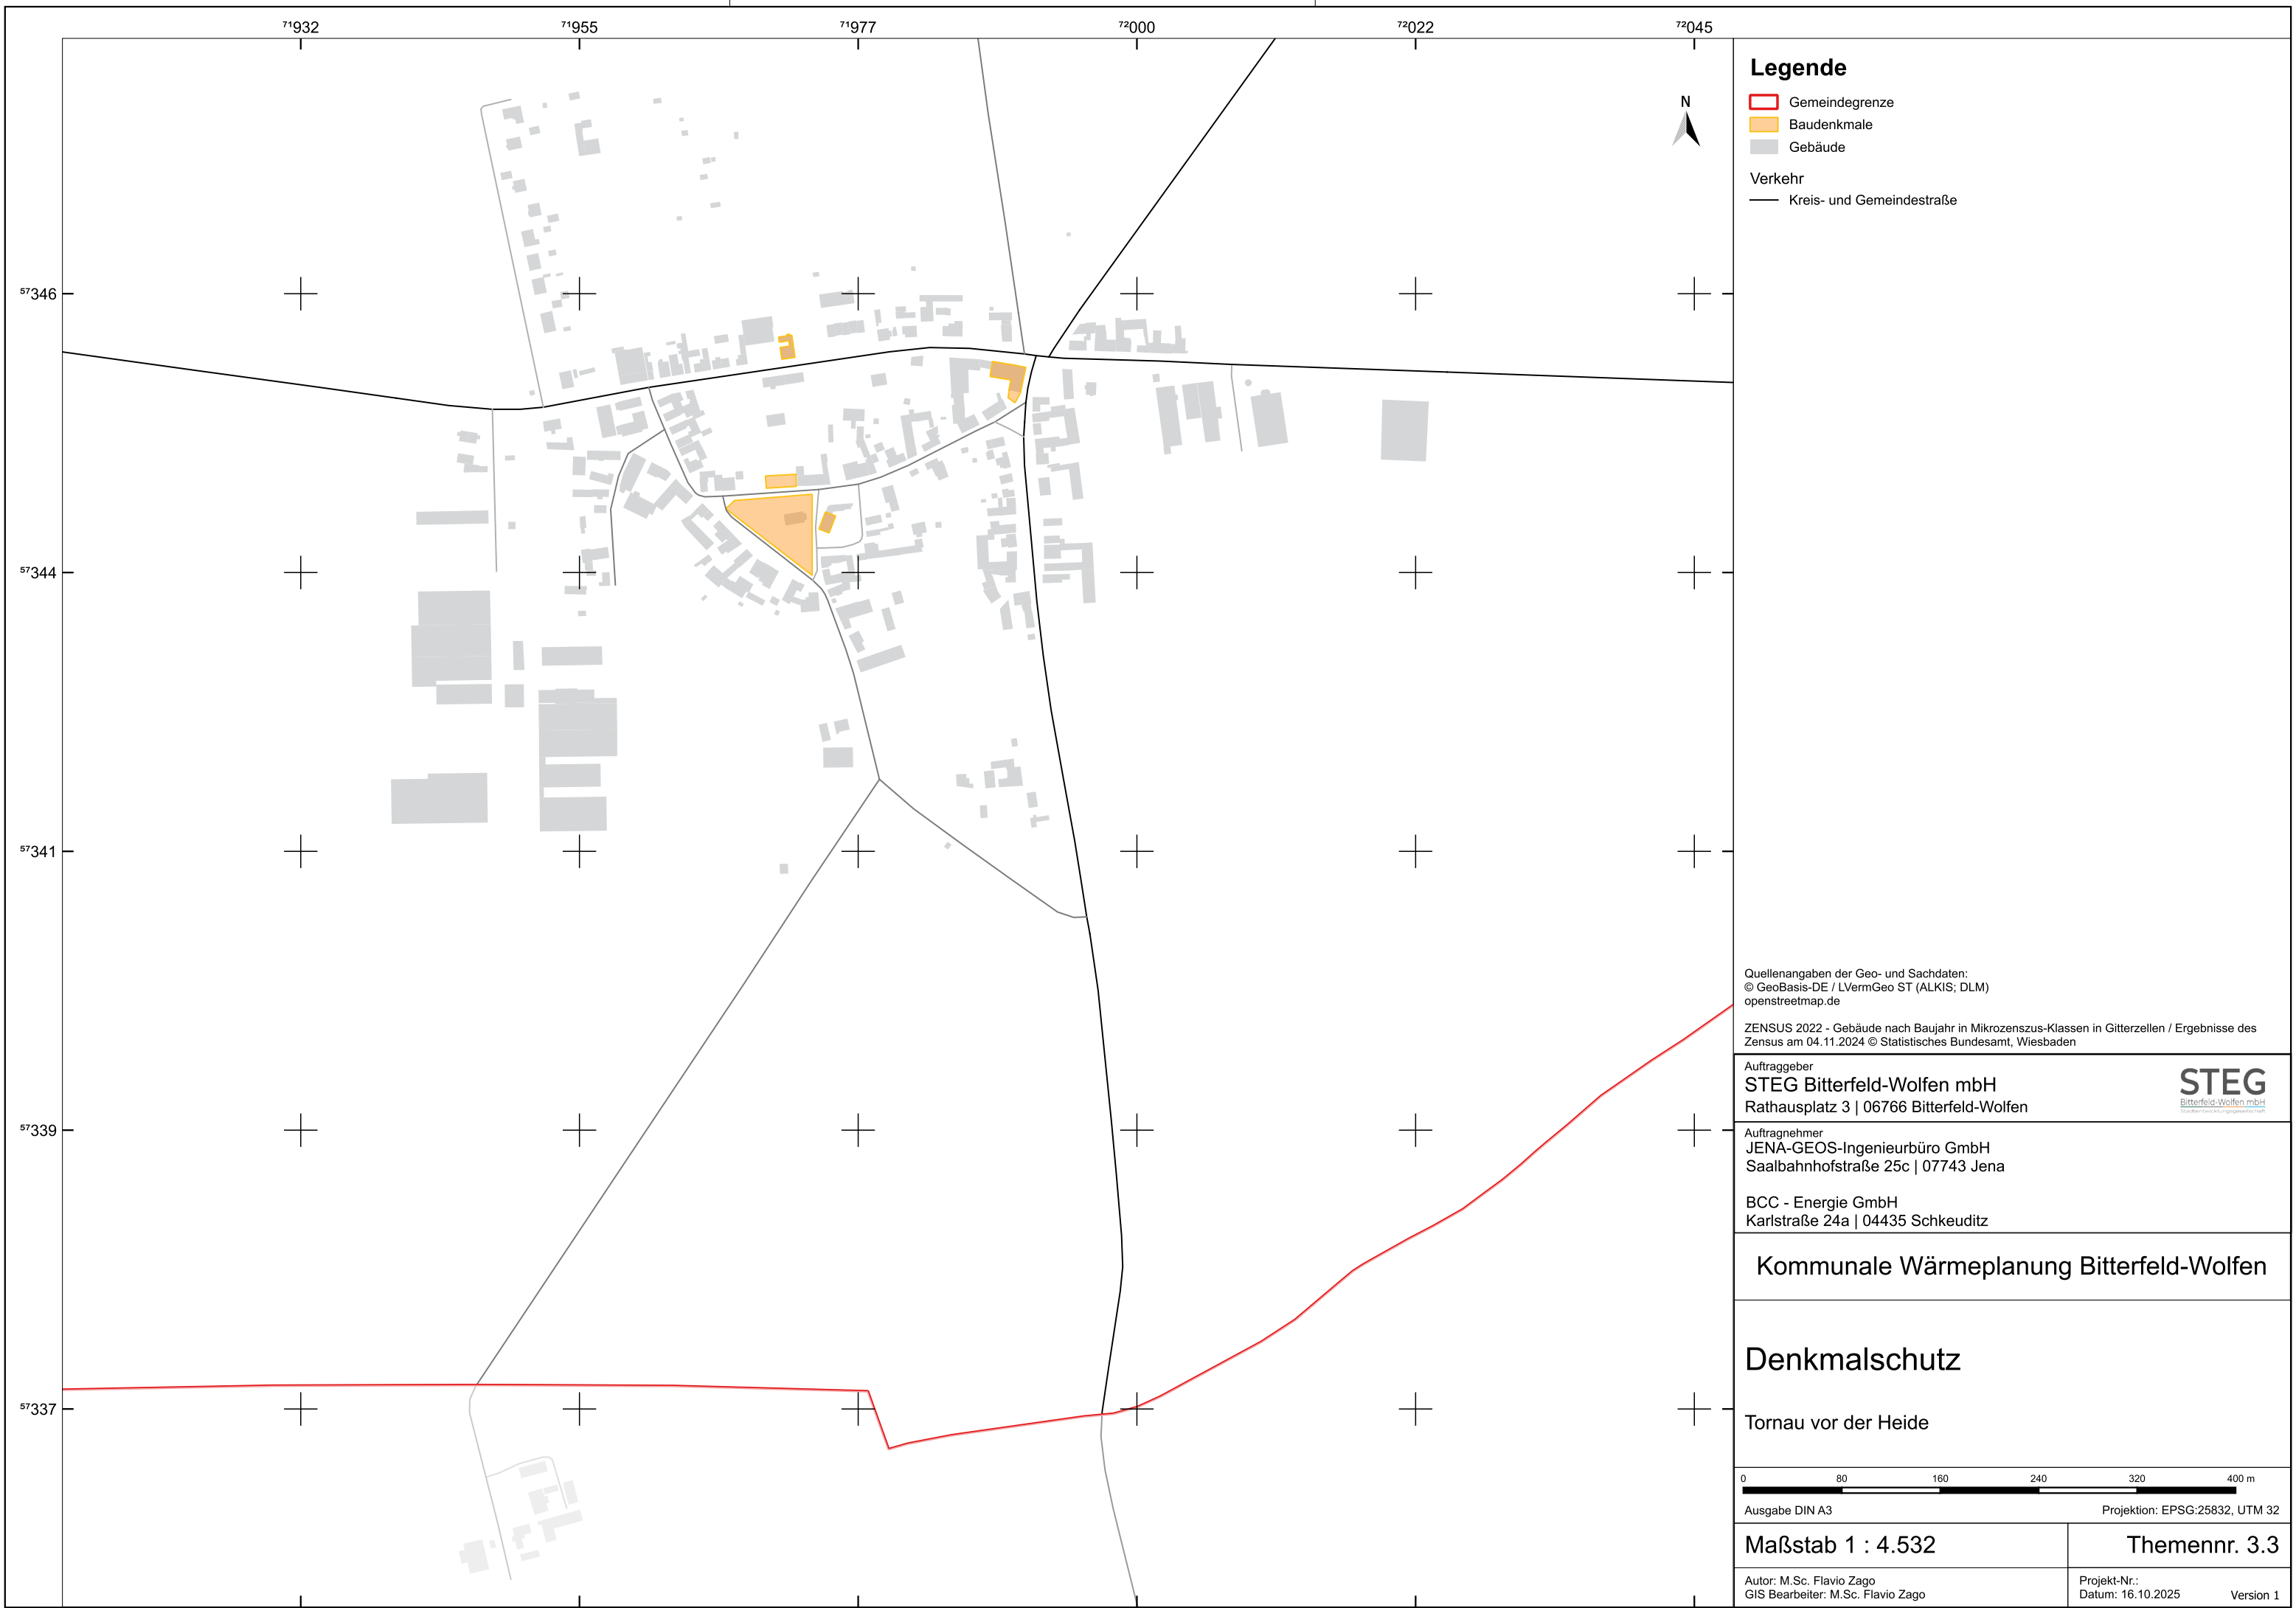 ⁷¹932 ⁷¹955 ⁷¹977 ⁷²000 ⁷²022 ⁷²045
⁵⁷346
⁵⁷344
⁵⁷341
⁵⁷339
⁵⁷337
N
Legende
Gemeindegrenze
Baudenkmale
Gebäude
Verkehr
Kreis- und Gemeindestraße
Quellenangaben der Geo- und Sachdaten:
© GeoBasis-DE / LVermGeo ST (ALKIS; DLM)
openstreetmap.de
ZENSUS 2022 - Gebäude nach Baujahr in Mikrozenszus-Klassen in Gitterzellen / Ergebnisse des
Zensus am 04.11.2024 © Statistisches Bundesamt, Wiesbaden
Auftraggeber
STEG Bitterfeld-Wolfen mbH
Rathausplatz 3 | 06766 Bitterfeld-Wolfen
STEG
Bitterfeld-Wolfen mbH
Stadtentwicklungsgesellschaft
Auftragnehmer
JENA-GEOS-Ingenieurbüro GmbH
Saalbahnhofstraße 25c | 07743 Jena
BCC - Energie GmbH
Karlstraße 24a | 04435 Schkeuditz
Kommunale Wärmeplanung Bitterfeld-Wolfen
Denkmalschutz
Tornau vor der Heide
0 80 160 240 320 400 m
Ausgabe DIN A3 Projektion: EPSG:25832, UTM 32
Maßstab 1 : 4.532 Themennr. 3.3
Autor: M.Sc. Flavio Zago
GIS Bearbeiter: M.Sc. Flavio Zago
Projekt-Nr.:
Datum: 16.10.2025 Version 1